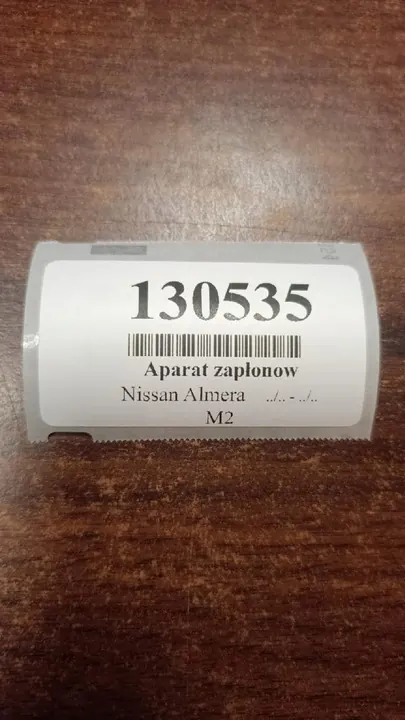 130535
Aparat zapłonow
Nissan Almera ../.. - ../..
M2